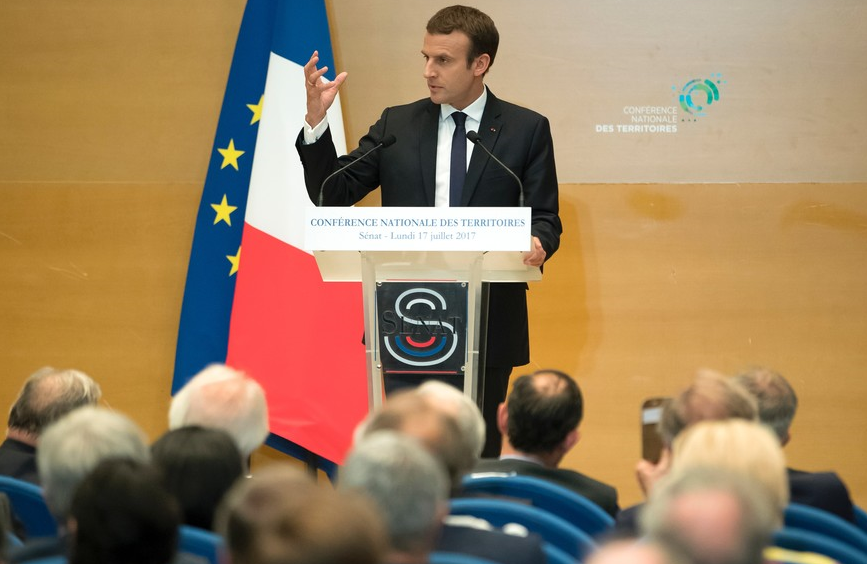 CONFÉRENCE
NATIONALE
DES TERRITOIRES
CONFÉRENCE NATIONALE DES TERRITOIRES
Sénat - Lundi 17 juillet 2017
SÉNAT